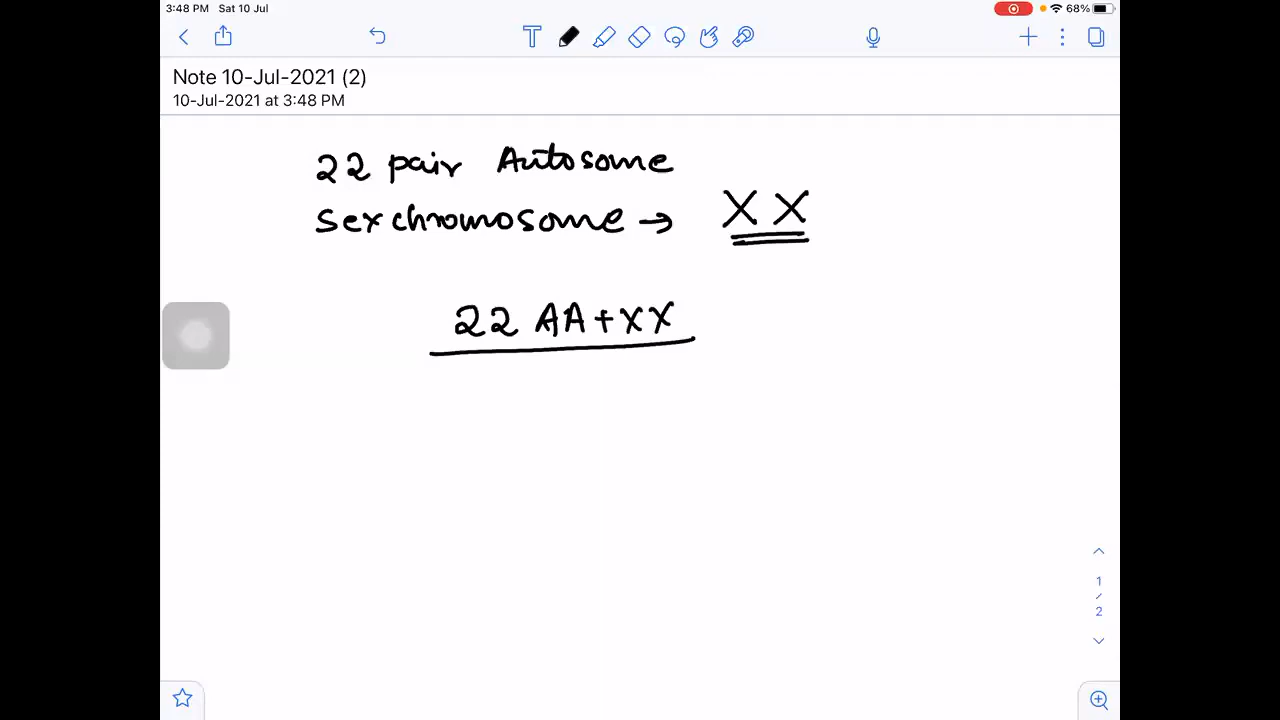 3:48 PM Sat 10 Jul
68%
Note 10-Jul-2021 (2)
10-Jul-2021 at 3:48 PM
22 pair Autosome
sex chromosome → XX
22 AA+XX
1
2